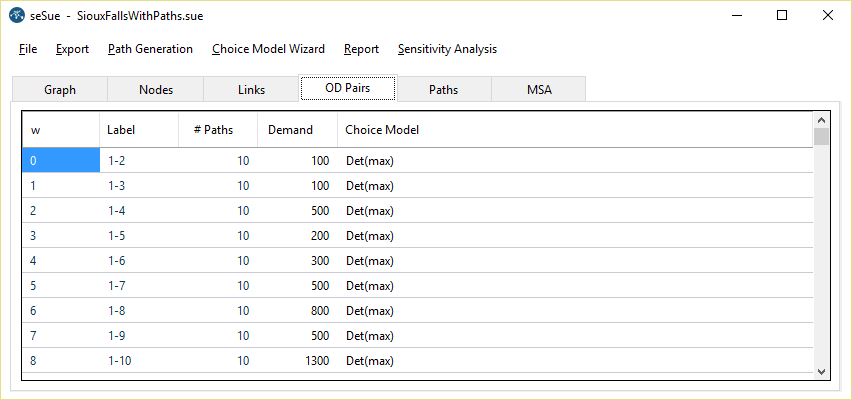 seSue - SiouxFallsWithPaths.sue
File Export Path Generation Choice Model Wizard Report Sensitivity Analysis
Graph Nodes Links OD Pairs Paths MSA
w Label # Paths Demand Choice Model
0 1-2 10 100 Det(max)
1 1-3 10 100 Det(max)
2 1-4 10 500 Det(max)
3 1-5 10 200 Det(max)
4 1-6 10 300 Det(max)
5 1-7 10 500 Det(max)
6 1-8 10 800 Det(max)
7 1-9 10 500 Det(max)
8 1-10 10 1300 Det(max)